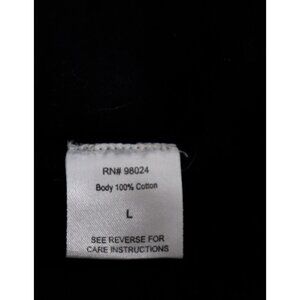 RN# 98024
Body 100% Cotton
L
SEE REVERSE FOR
CARE INSTRUCTIONS